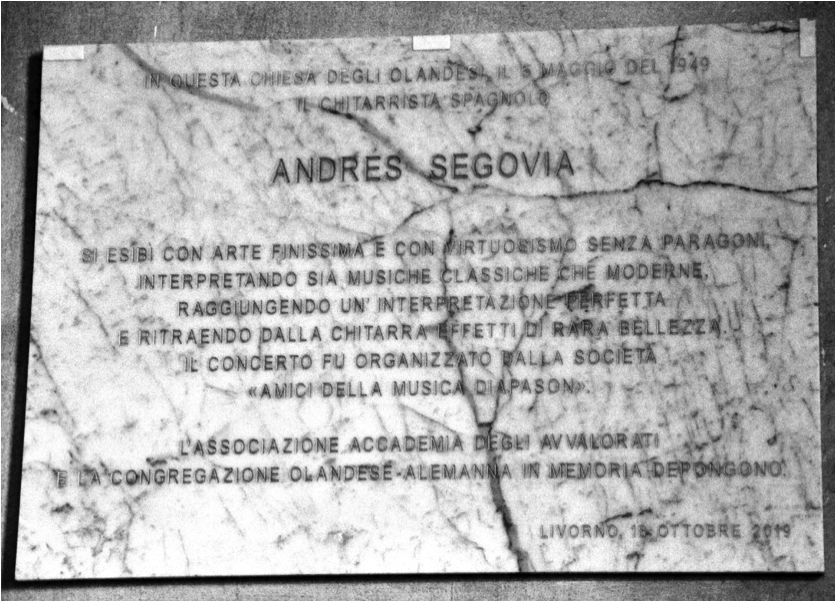 IN QUESTA CHIESA DEGLI OLANDESI, IL 5 MAGGIO DEL 1949
IL CHITARRISTA SPAGNOLO
ANDRÉS SEGOVIA
SI ESIBÌ CON ARTE FINISSIMA E CON VIRTUOSISMO SENZA PARAGONI,
INTERPRETANDO SIA MUSICHE CLASSICHE CHE MODERNE,
RAGGIUNGENDO UN' INTERPRETAZIONE PERFETTA
E RITRAENDO DALLA CHITARRA EFFETTI DI RARA BELLEZZA.
IL CONCERTO FU ORGANIZZATO DALLA SOCIETÀ
«AMICI DELLA MUSICA DIAPASON».
L'ASSOCIAZIONE ACCADEMIA DEGLI AVVALORATI
E LA CONGREGAZIONE OLANDESE-ALEMANNA IN MEMORIA DEPONGONO.
LIVORNO, OTTOBRE 2019